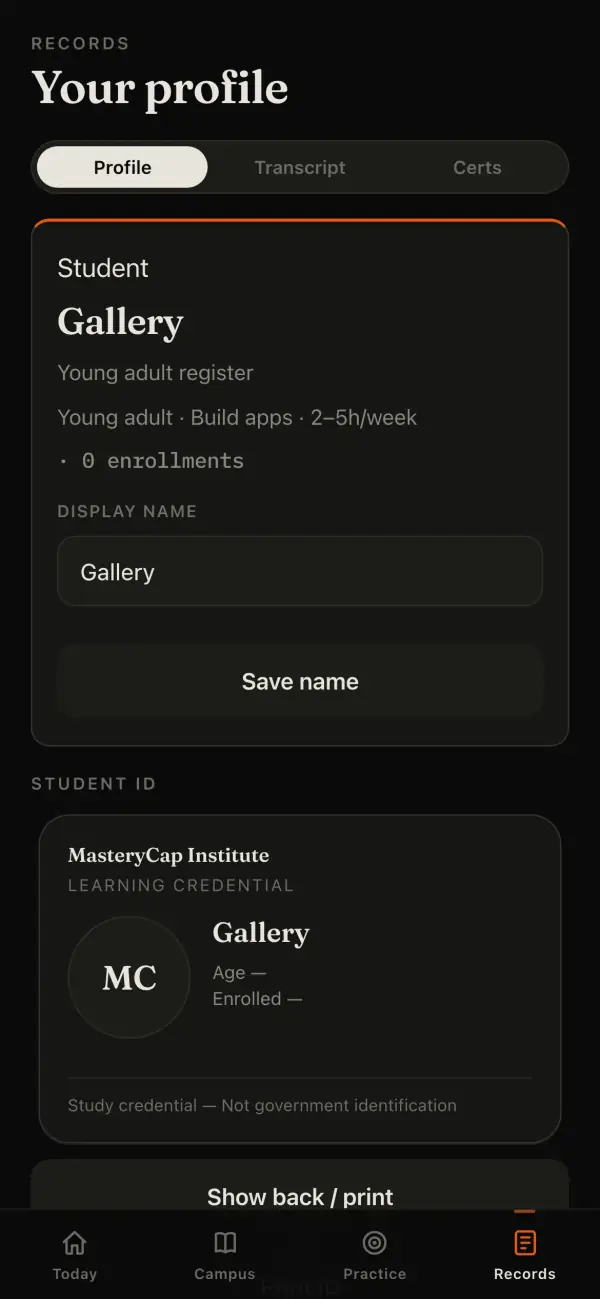 RECORDS
Your profile
Profile
Transcript
Certs
Student
Gallery
Young adult register
Young adult · Build apps · 2–5h/week
· 0 enrollments
DISPLAY NAME
Gallery
Save name
STUDENT ID
MasteryCap Institute
LEARNING CREDENTIAL
MC
Gallery
Age —
Enrolled —
Study credential — Not government identification
Show back / print
Today
Campus
Practice
Records